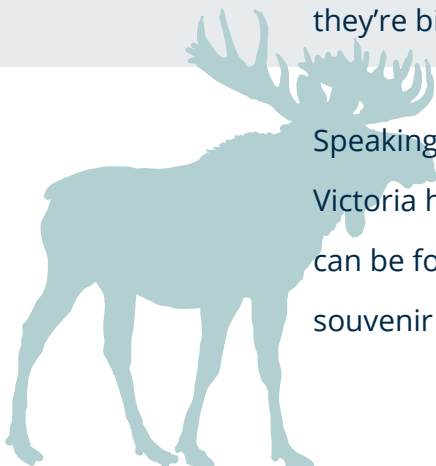 they're bi
Speaking
Victoria h
can be fo
souvenir